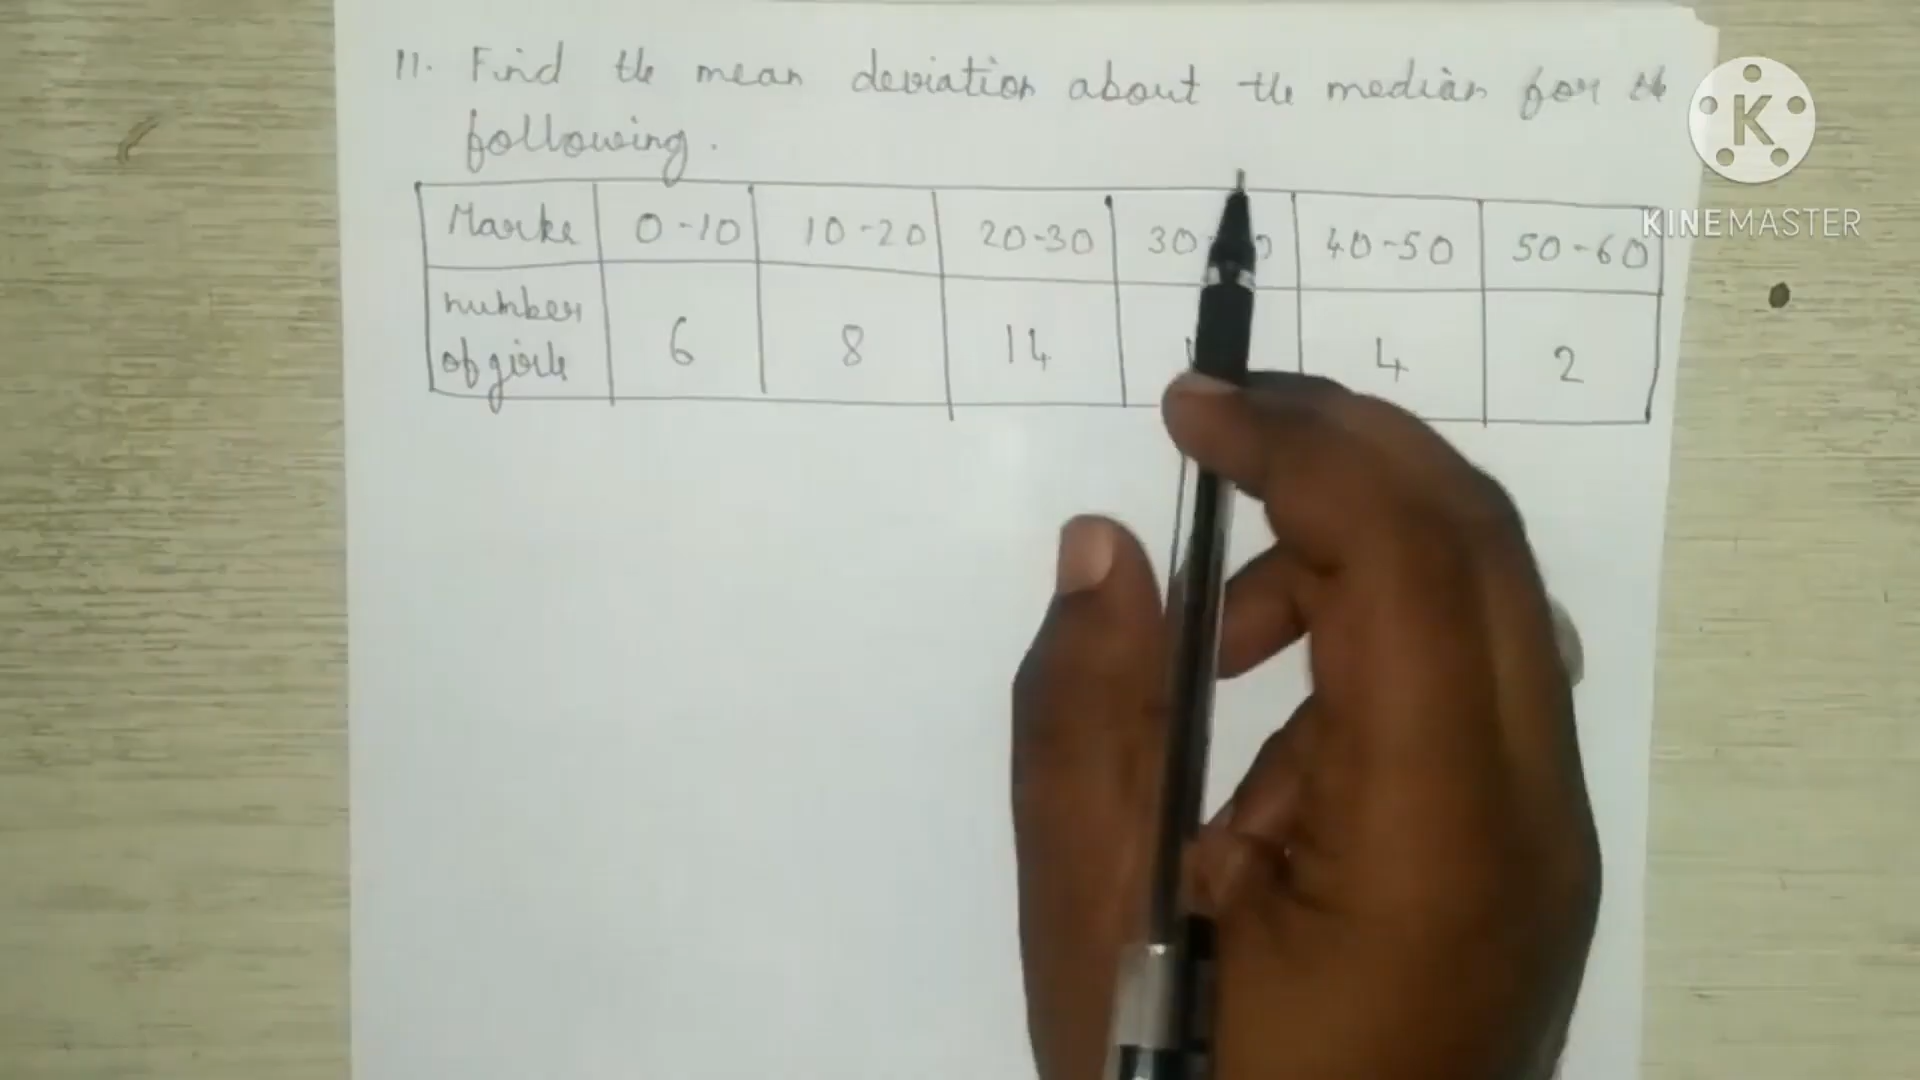 11. Find the mean deviation about the median for the
following.
Marks 0-10 10-20 20-30 30 40-50 50-60
number of girls 6 8 14 4 2
K
KINEMASTER